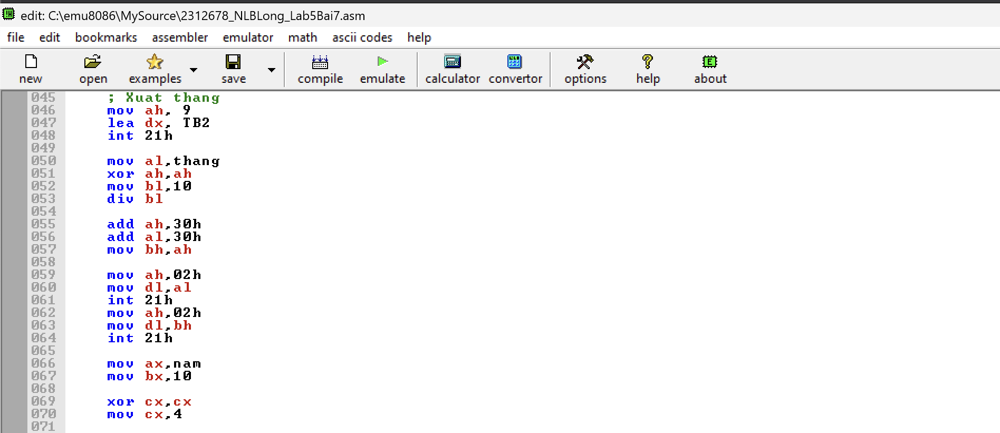 edit: C:\emu8086\MySource\2312678_NLBLong_Lab5Bai7.asm
file edit bookmarks assembler emulator math ascii codes help
new open examples save compile emulate calculator convertor options help about
045 ; Xuat thang
046 mov ah, 9
047 lea dx, TB2
048 int 21h
049
050 mov al,thang
051 xor ah,ah
052 mov bl,10
053 div bl
054
055 add ah,30h
056 add al,30h
057 mov bh,ah
058
059 mov ah,02h
060 mov dl,al
061 int 21h
062 mov ah,02h
063 mov dl,bh
064 int 21h
065
066 mov ax,nam
067 mov bx,10
068
069 xor cx,cx
070 mov cx,4
071